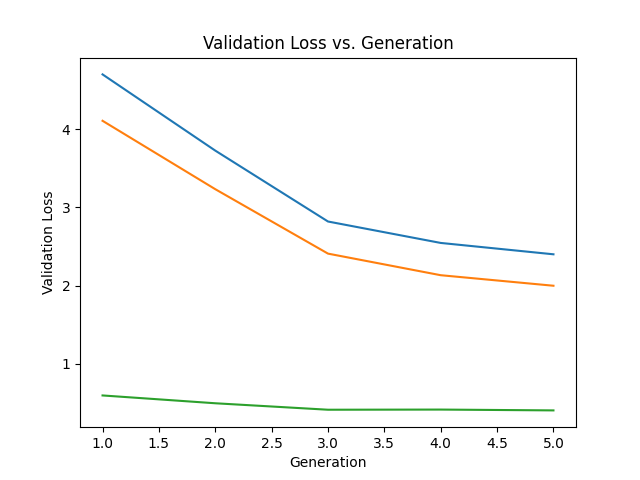 Validation Loss vs. Generation
Validation Loss
4
3
2
1
1.0 1.5 2.0 2.5 3.0 3.5 4.0 4.5 5.0
Generation